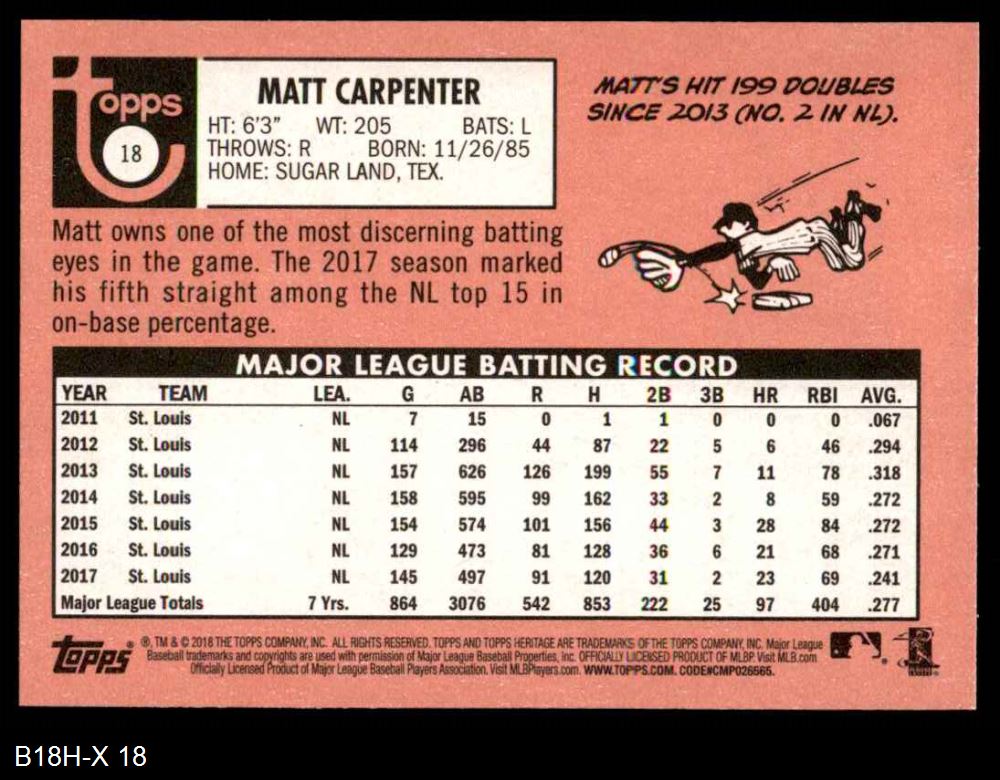 topps
18
MATT CARPENTER
HT: 6'3" WT: 205 BATS: L
THROWS: R BORN: 11/26/85
HOME: SUGAR LAND, TEX.
MATT'S HIT 199 DOUBLES
SINCE 2013 (NO. 2 IN NL).
Matt owns one of the most discerning batting
eyes in the game. The 2017 season marked
his fifth straight among the NL top 15 in
on-base percentage.
MAJOR LEAGUE BATTING RECORD
YEAR TEAM LEA. G AB R H 2B 3B HR RBI AVG.
2011 St. Louis NL 7 15 0 1 1 0 0 0 .067
2012 St. Louis NL 114 296 44 87 22 5 6 46 .294
2013 St. Louis NL 157 626 126 199 55 7 11 78 .318
2014 St. Louis NL 158 595 99 162 33 2 8 59 .272
2015 St. Louis NL 154 574 101 156 44 3 28 84 .272
2016 St. Louis NL 129 473 81 128 36 6 21 68 .271
2017 St. Louis NL 145 497 91 120 31 2 23 69 .241
Major League Totals 7 Yrs. 864 3076 542 853 222 25 97 404 .277
TOPPS
®, TM & © 2018 THE TOPPS COMPANY, INC. ALL RIGHTS RESERVED. TOPPS AND TOPPS HERITAGE ARE TRADEMARKS OF THE TOPPS COMPANY, INC. Major League
Baseball trademarks and copyrights are used with permission of Major League Baseball Properties, Inc. OFFICIALLY LICENSED PRODUCT OF MLBP. Visit MLB.com
Officially Licensed Product of Major League Baseball Players Association. Visit MLBPlayers.com. WWW.TOPPS.COM. CODE#CMP026565.
B18H-X 18